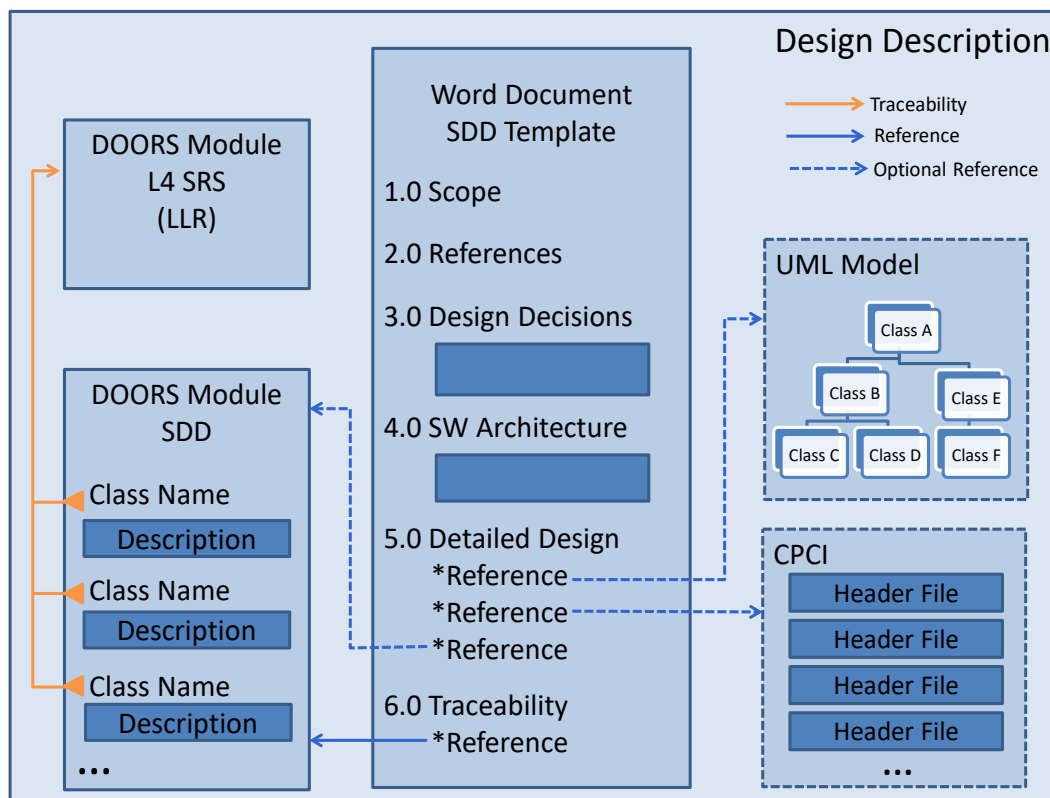 Design Description
Traceability
Reference
Optional Reference
DOORS Module
L4 SRS
(LLR)
DOORS Module
SDD
Class Name
Description
Class Name
Description
Class Name
Description
...
Word Document
SDD Template
1.0 Scope
2.0 References
3.0 Design Decisions
4.0 SW Architecture
5.0 Detailed Design
*Reference
*Reference
*Reference
6.0 Traceability
*Reference
UML Model
Class A
Class B
Class E
Class C
Class D
Class F
CPCI
Header File
Header File
Header File
Header File
...